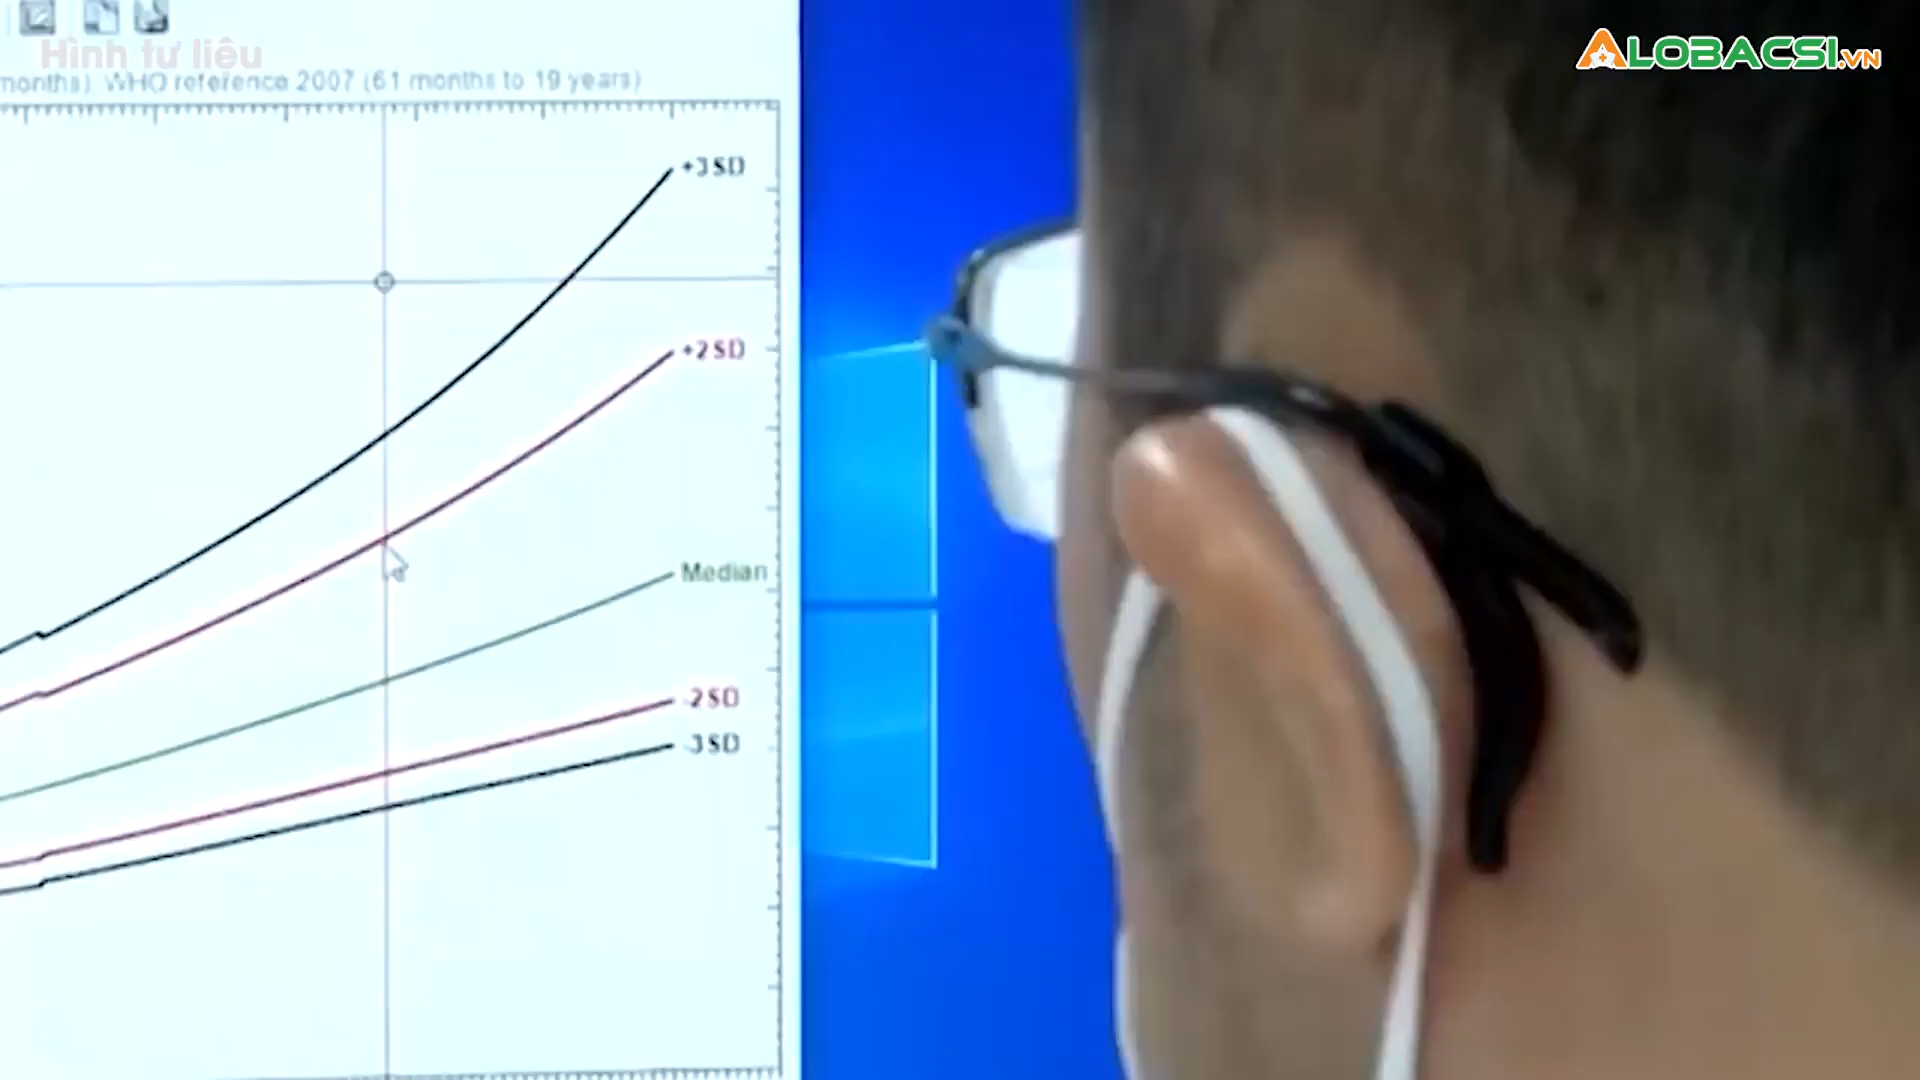 Hình tư liệu
ALOBACSI.VN
months) WHO reference 2007 (61 months to 19 years)
+3SD
+2SD
Median
-2SD
-3SD